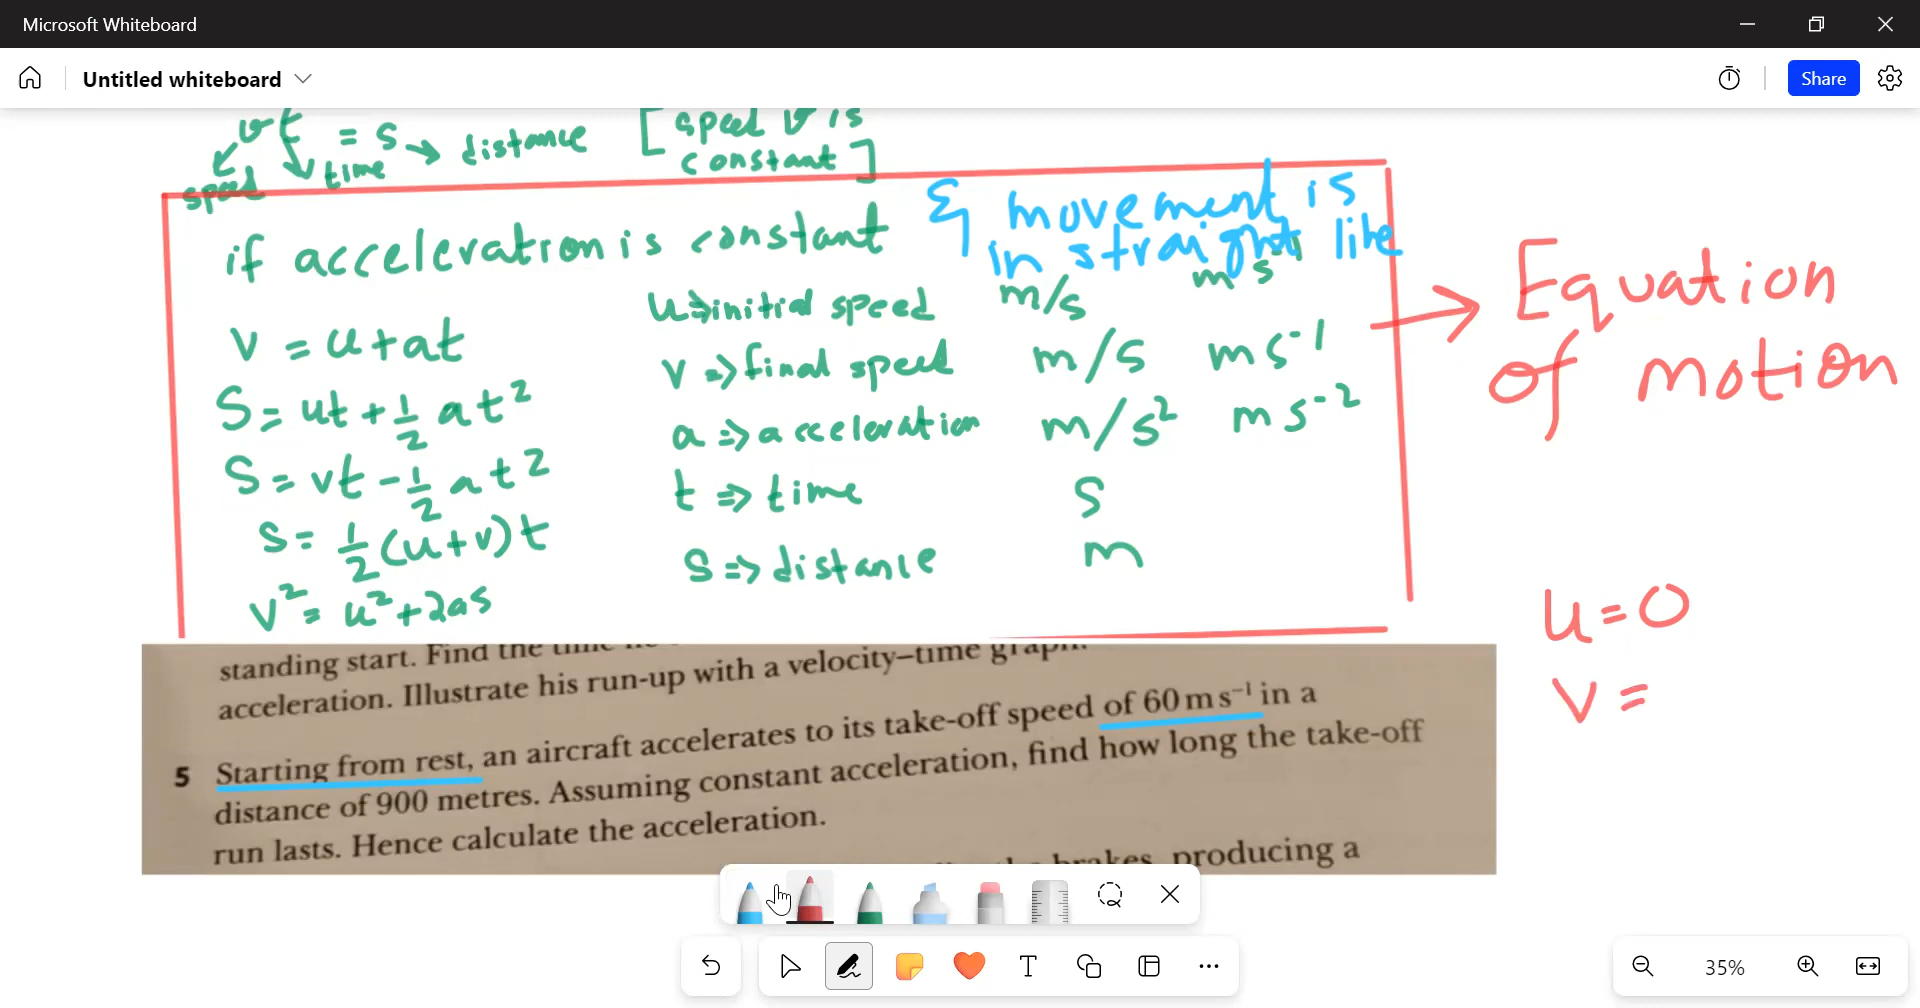 Microsoft Whiteboard
Untitled whiteboard
Share
vt = s → distance [speed v is
constant]
speed time
if acceleration is constant & movement is
in straight like
v = u + at
u ⇒ initial speed m/s m s⁻¹
v ⇒ final speed m/s m s⁻¹
S = ut + 1/2 at²
a ⇒ acceleration m/s² m s⁻²
S = vt - 1/2 at²
t ⇒ time s
s = 1/2 (u+v)t
s ⇒ distance m
v² = u² + 2as
→ Equation
of motion
u = 0
v =
standing start. Find the
acceleration. Illustrate his run-up with a velocity–time graph.
5 Starting from rest, an aircraft accelerates to its take-off speed of 60 m s⁻¹ in a
distance of 900 metres. Assuming constant acceleration, find how long the take-off
run lasts. Hence calculate the acceleration.
brakes, producing a
T
35%